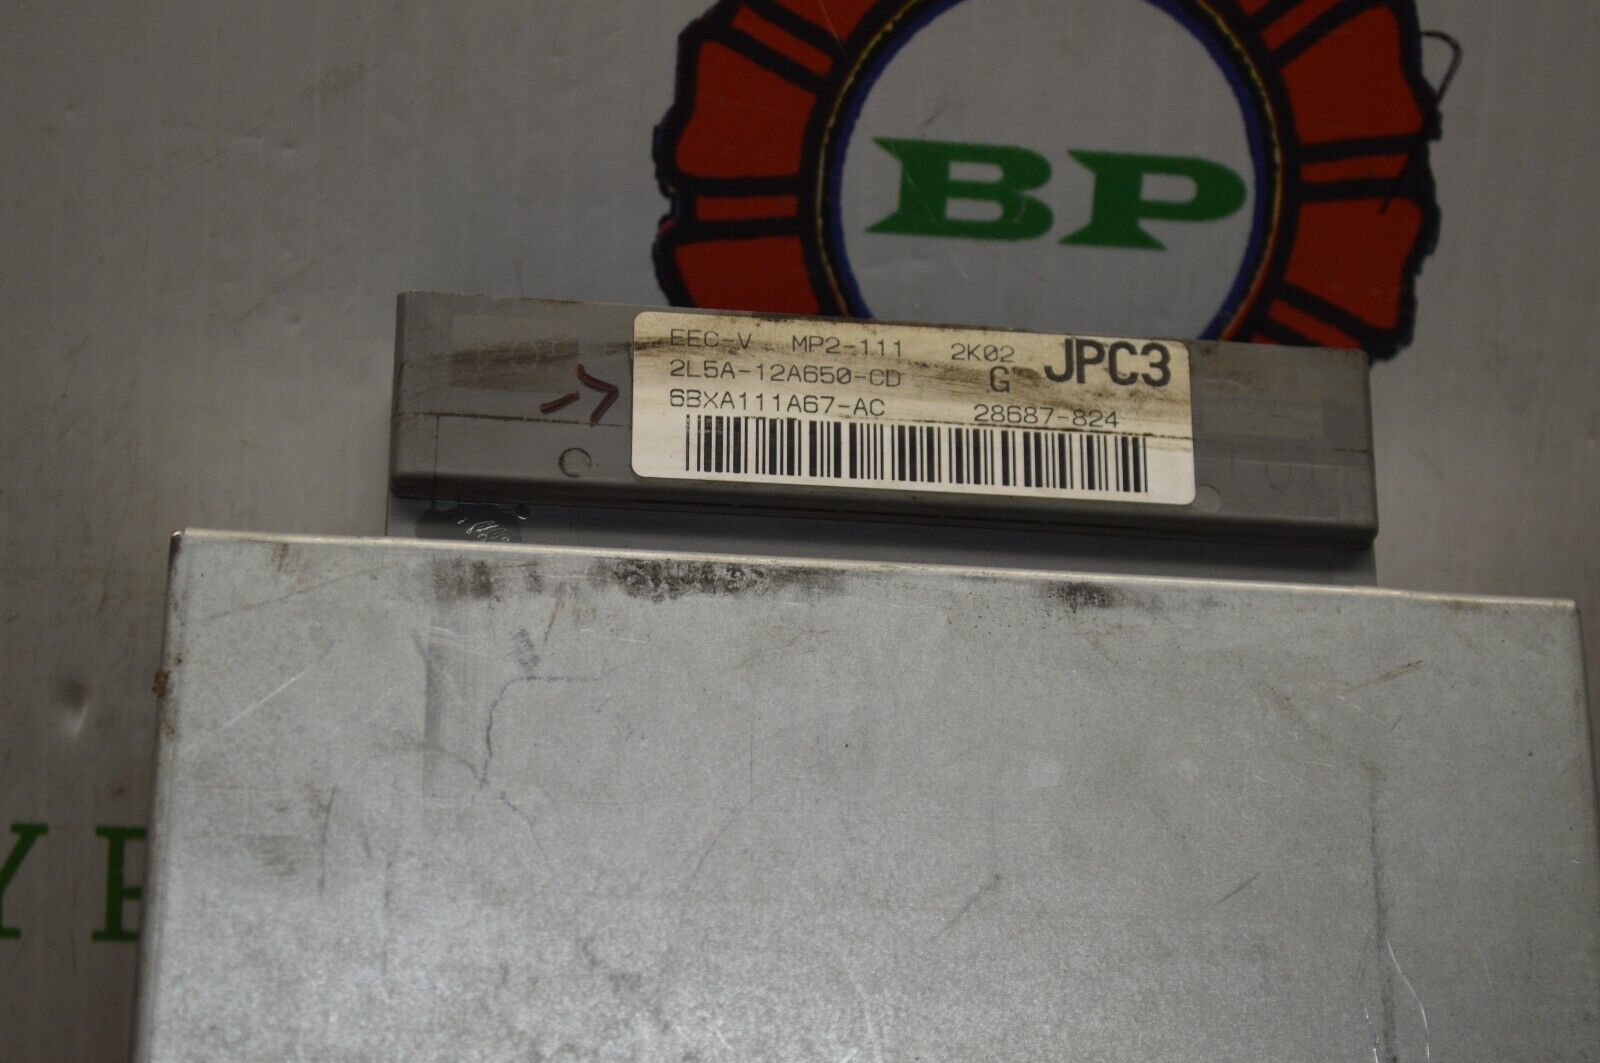 BP
EEC-V MP2-111 2K02 JPC3
2L5A-12A650-CD G
6BXA111A67-AC 28687-824
Y